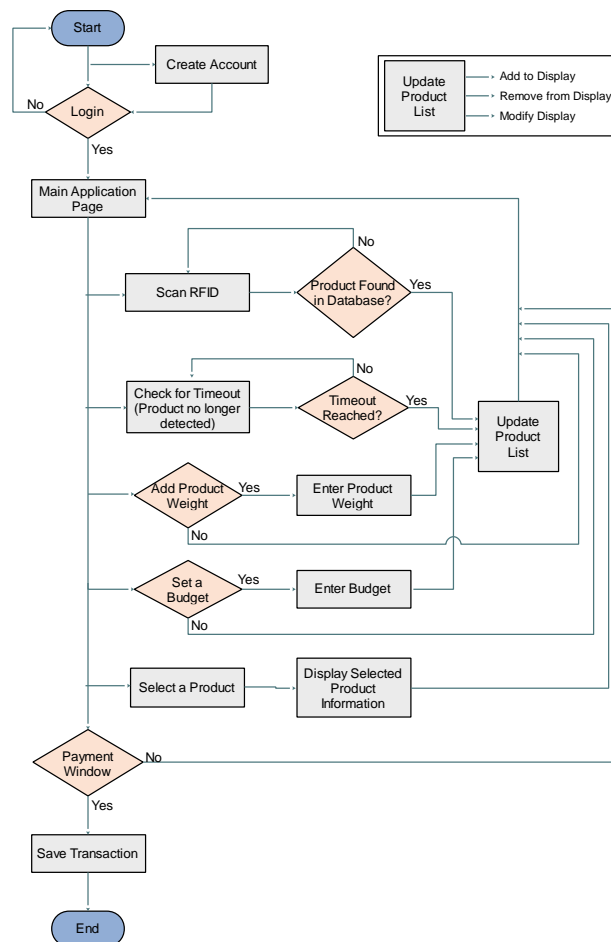 Start
Create Account
No
Login
Yes
Update
Product
List
Add to Display
Remove from Display
Modify Display
Main Application
Page
No
Scan RFID
Product Found
in Database?
Yes
No
Check for Timeout
(Product no longer
detected)
Timeout
Reached?
Yes
Update
Product
List
Add Product
Weight
Yes
Enter Product
Weight
No
Set a
Budget
Yes
Enter Budget
No
Select a Product
Display Selected
Product
Information
Payment
Window
No
Yes
Save Transaction
End